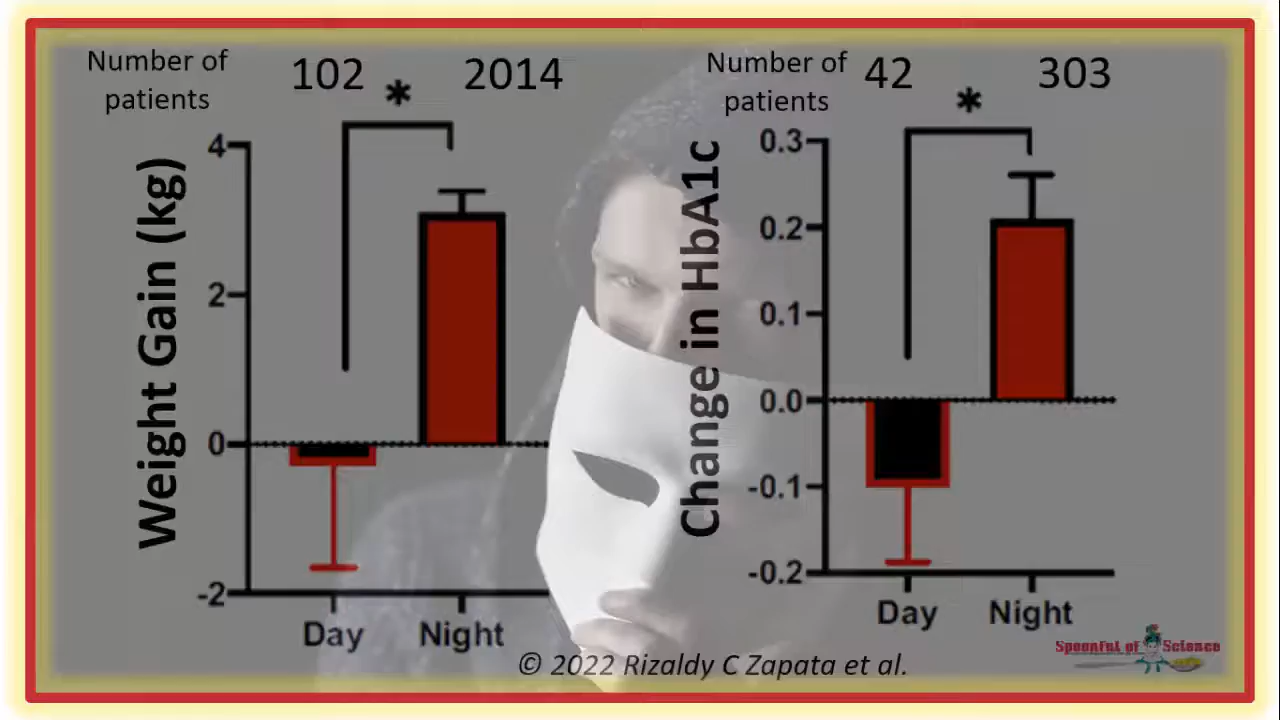 Number of patients
102
*
2014
Weight Gain (kg)
4
2
0
-2
Day
Night
Number of patients
42
*
303
Change in HbA1c
0.3
0.2
0.1
0.0
-0.1
-0.2
Day
Night
© 2022 Rizaldy C Zapata et al.
Spoonful of Science